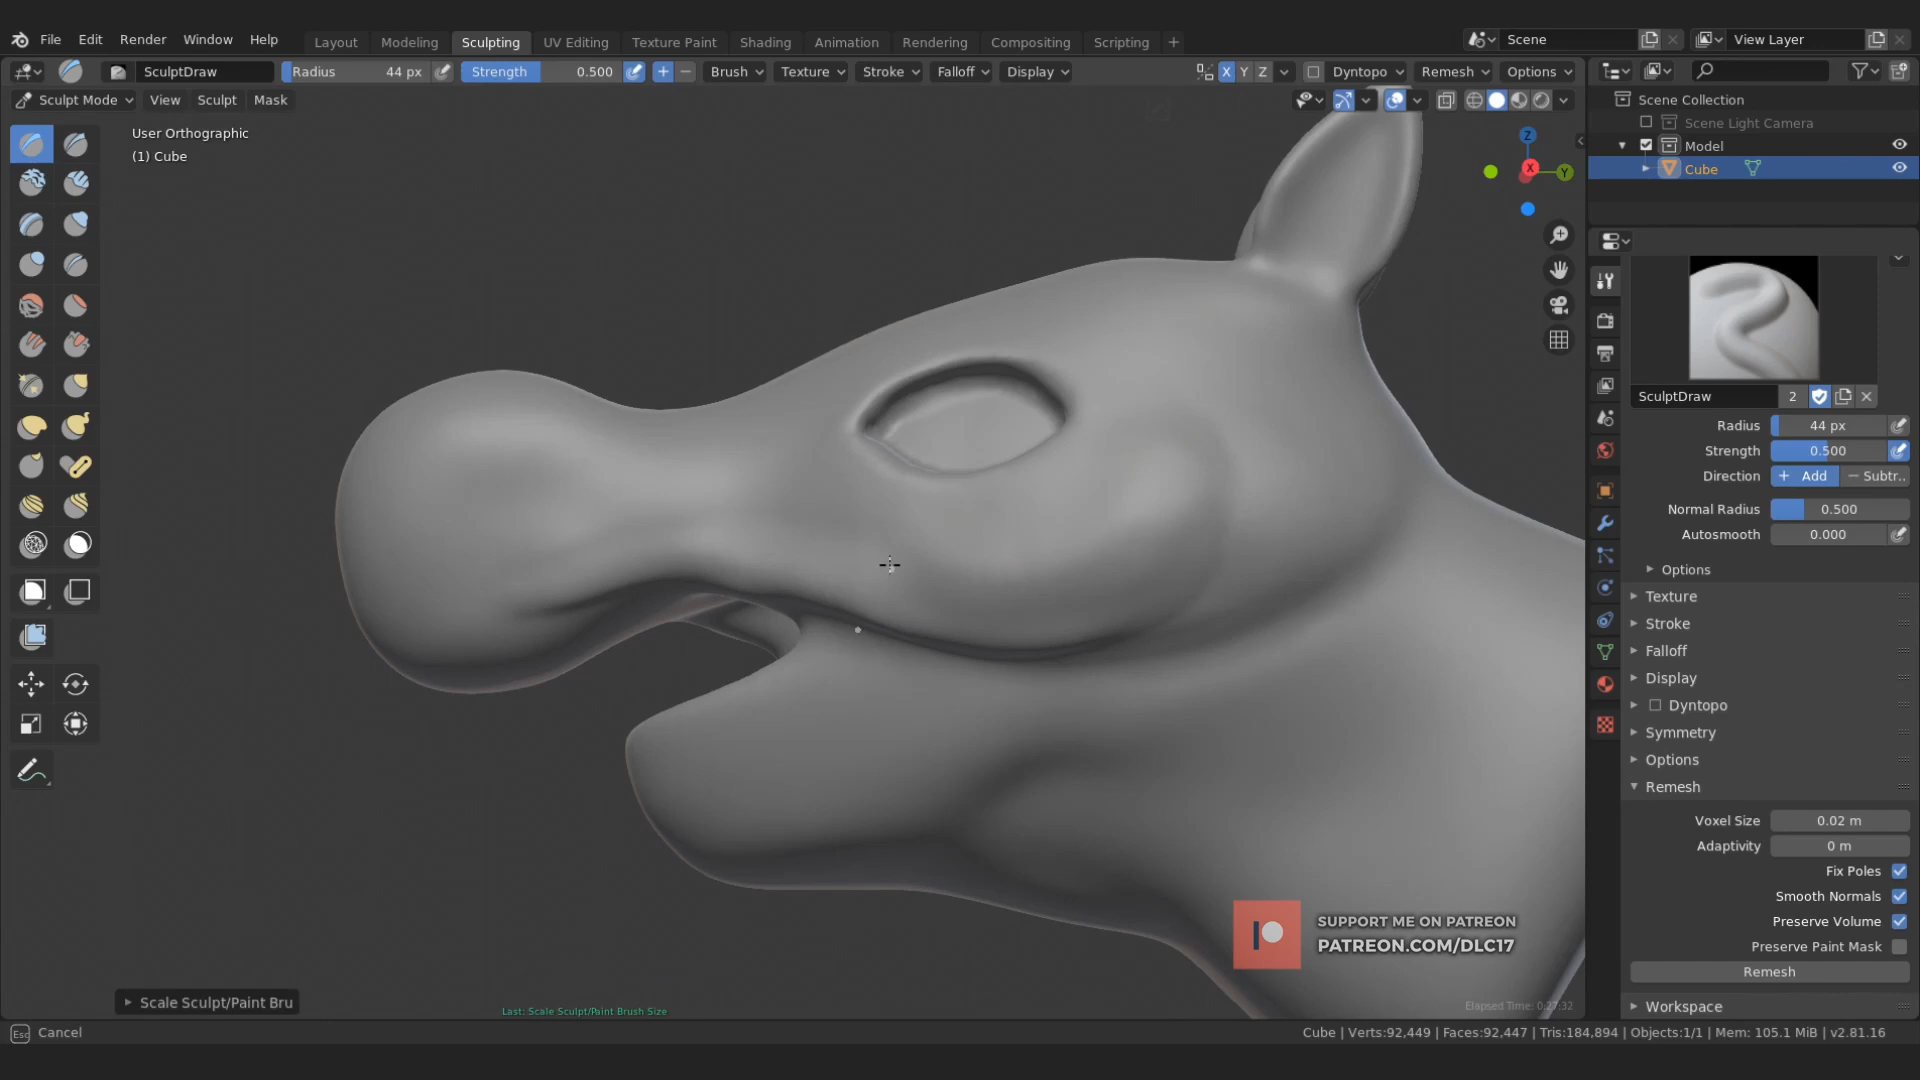 File Edit Render Window Help Layout Modeling Sculpting UV Editing Texture Paint Shading Animation Rendering Compositing Scripting + Scene View Layer
SculptDraw Radius 44 px Strength 0.500 Brush Texture Stroke Falloff Display X Y Z Dyntopo Remesh Options
Sculpt Mode View Sculpt Mask
User Orthographic
(1) Cube
Z
X
Y
Scene Collection
Scene Light Camera
Model
Cube
SculptDraw 2
Radius 44 px
Strength 0.500
Direction + Add − Subtr..
Normal Radius 0.500
Autosmooth 0.000
Options
Texture
Stroke
Falloff
Display
Dyntopo
Symmetry
Options
Remesh
Voxel Size 0.02 m
Adaptivity 0 m
Fix Poles
Smooth Normals
Preserve Volume
Preserve Paint Mask
Remesh
Workspace
SUPPORT ME ON PATREON
PATREON.COM/DLC17
Scale Sculpt/Paint Bru
Last: Scale Sculpt/Paint Brush Size
Elapsed Time: 0:27:32
Esc Cancel
Cube | Verts:92,449 | Faces:92,447 | Tris:184,894 | Objects:1/1 | Mem: 105.1 MiB | v2.81.16